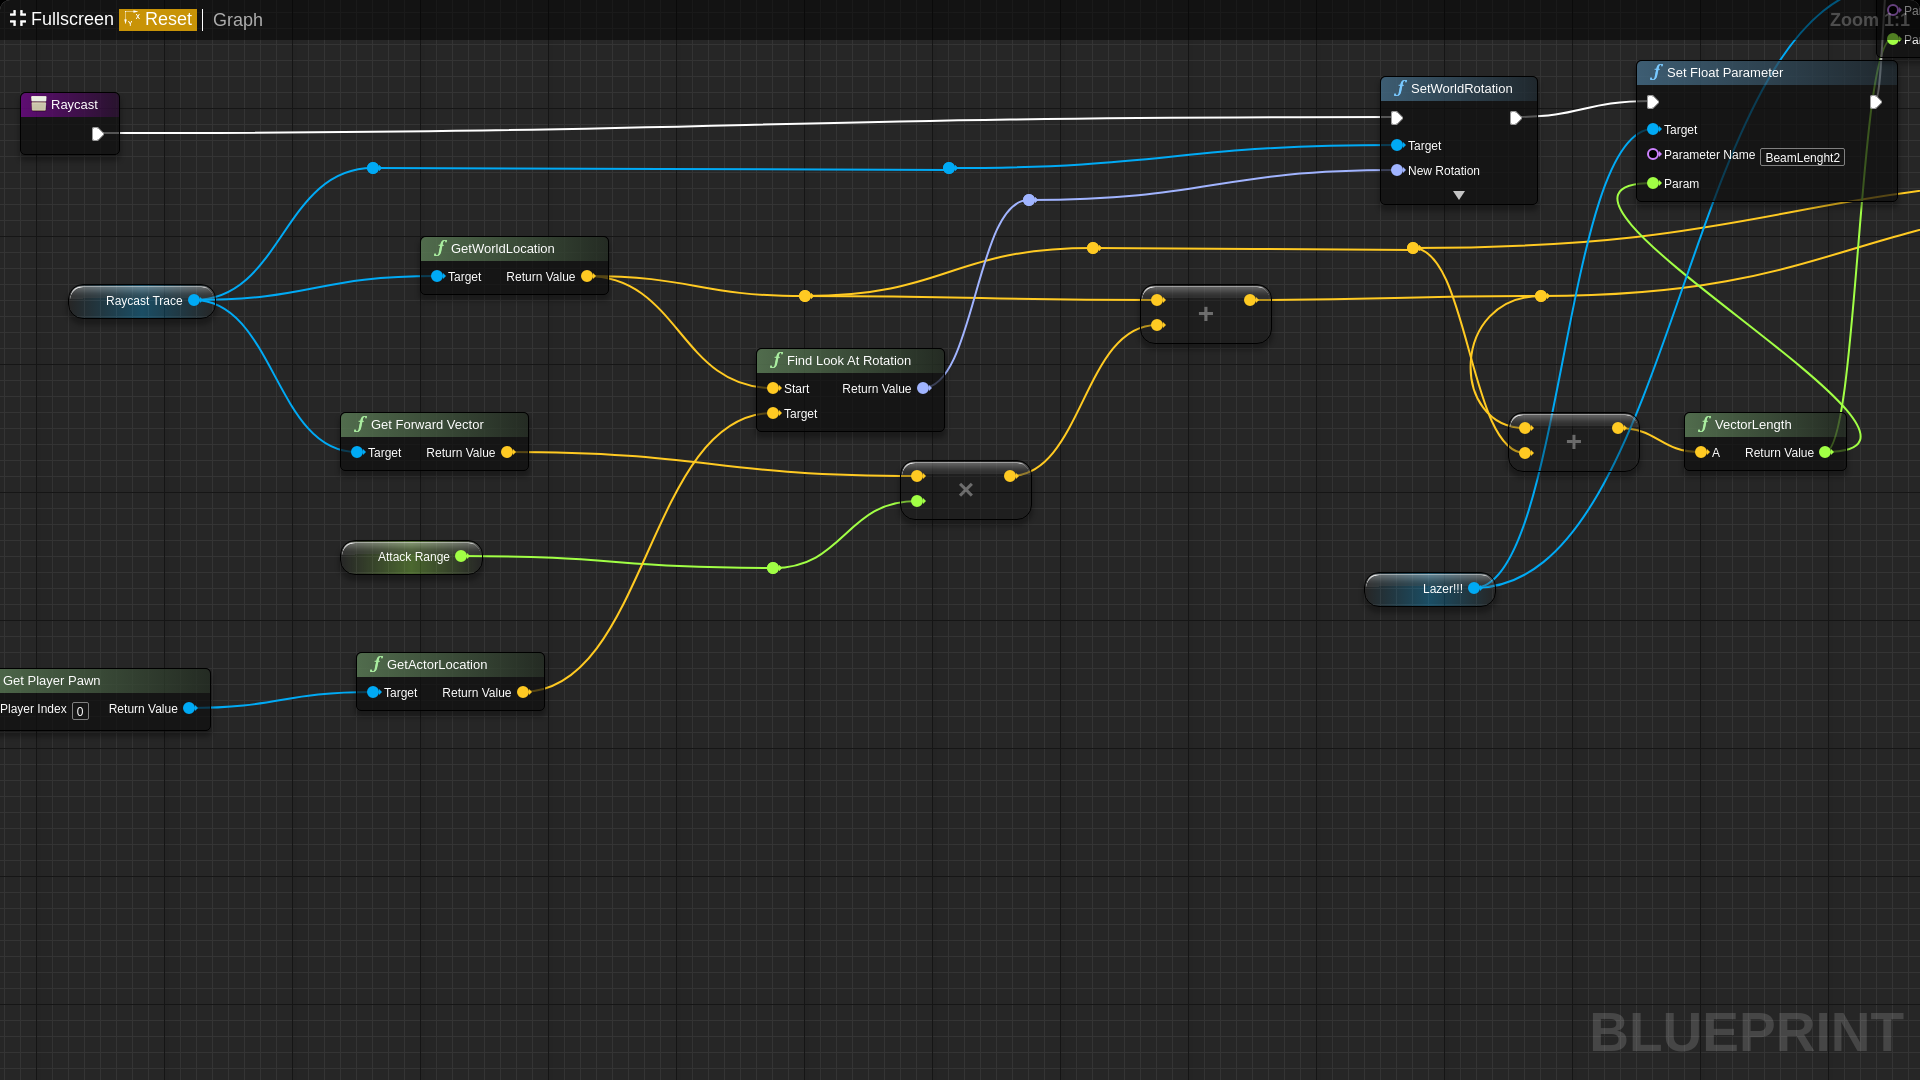 Fullscreen Reset Graph
Zoom 1:1
Raycast
SetWorldRotation
Target
New Rotation
Set Float Parameter
Target
Parameter Name BeamLenght2
Param
GetWorldLocation
Target Return Value
Raycast Trace
+
Find Look At Rotation
Start Return Value
Target
Get Forward Vector
Target Return Value
×
+
VectorLength
A Return Value
Attack Range
Lazer!!!
GetActorLocation
Target Return Value
Get Player Pawn
Player Index 0 Return Value
BLUEPRINT